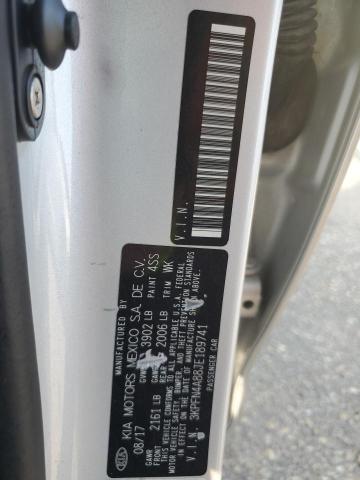 V.I.N.
MANUFACTURED BY
KIA KIA MOTORS MEXICO S.A. DE C.V.
08/17 3902 LB PAINT 4SS
GAWR
FRONT 2161 LB REAR 2006 LB TRIM WK
THIS VEHICLE CONFORMS TO ALL APPLICABLE U.S.A. FEDERAL
MOTOR VEHICLE SAFETY, BUMPER, AND THEFT PREVENTION STANDARDS
IN EFFECT ON THE DATE OF MANUFACTURE SHOWN ABOVE.
V.I.N. 3KPFN4A88JE189741
PASSENGER CAR